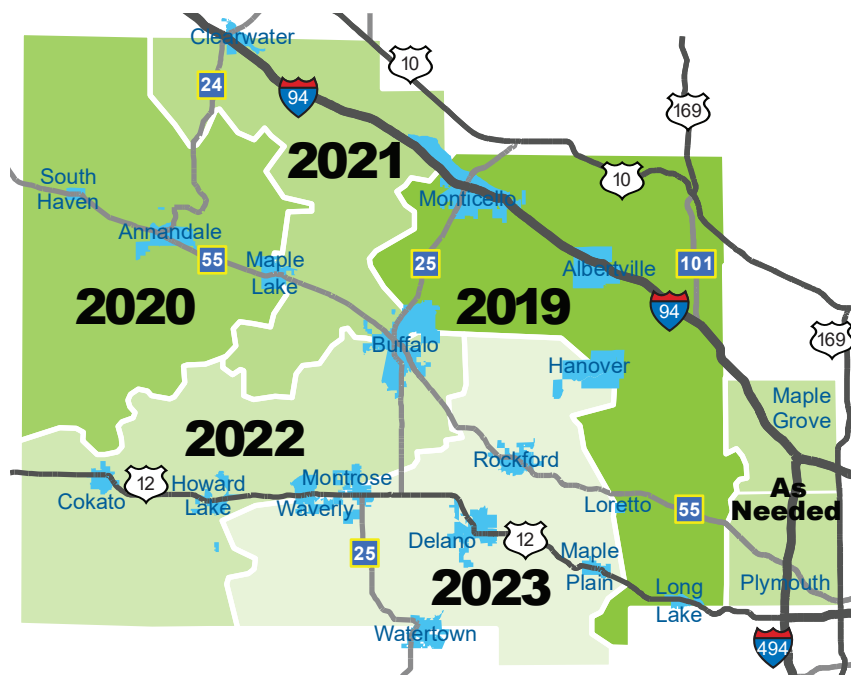 Clearwater
10
24
94
169
2021
10
South
Haven
Monticello
Annandale
55
Maple
Lake
25
Albertville
101
2020
2019
94
169
Buffalo
Hanover
Maple
Grove
2022
Rockford
Cokato
12
Howard
Lake
Montrose
Waverly
As
Needed
Loretto
55
25
Delano
12
Maple
Plain
Plymouth
2023
Long
Lake
Watertown
494